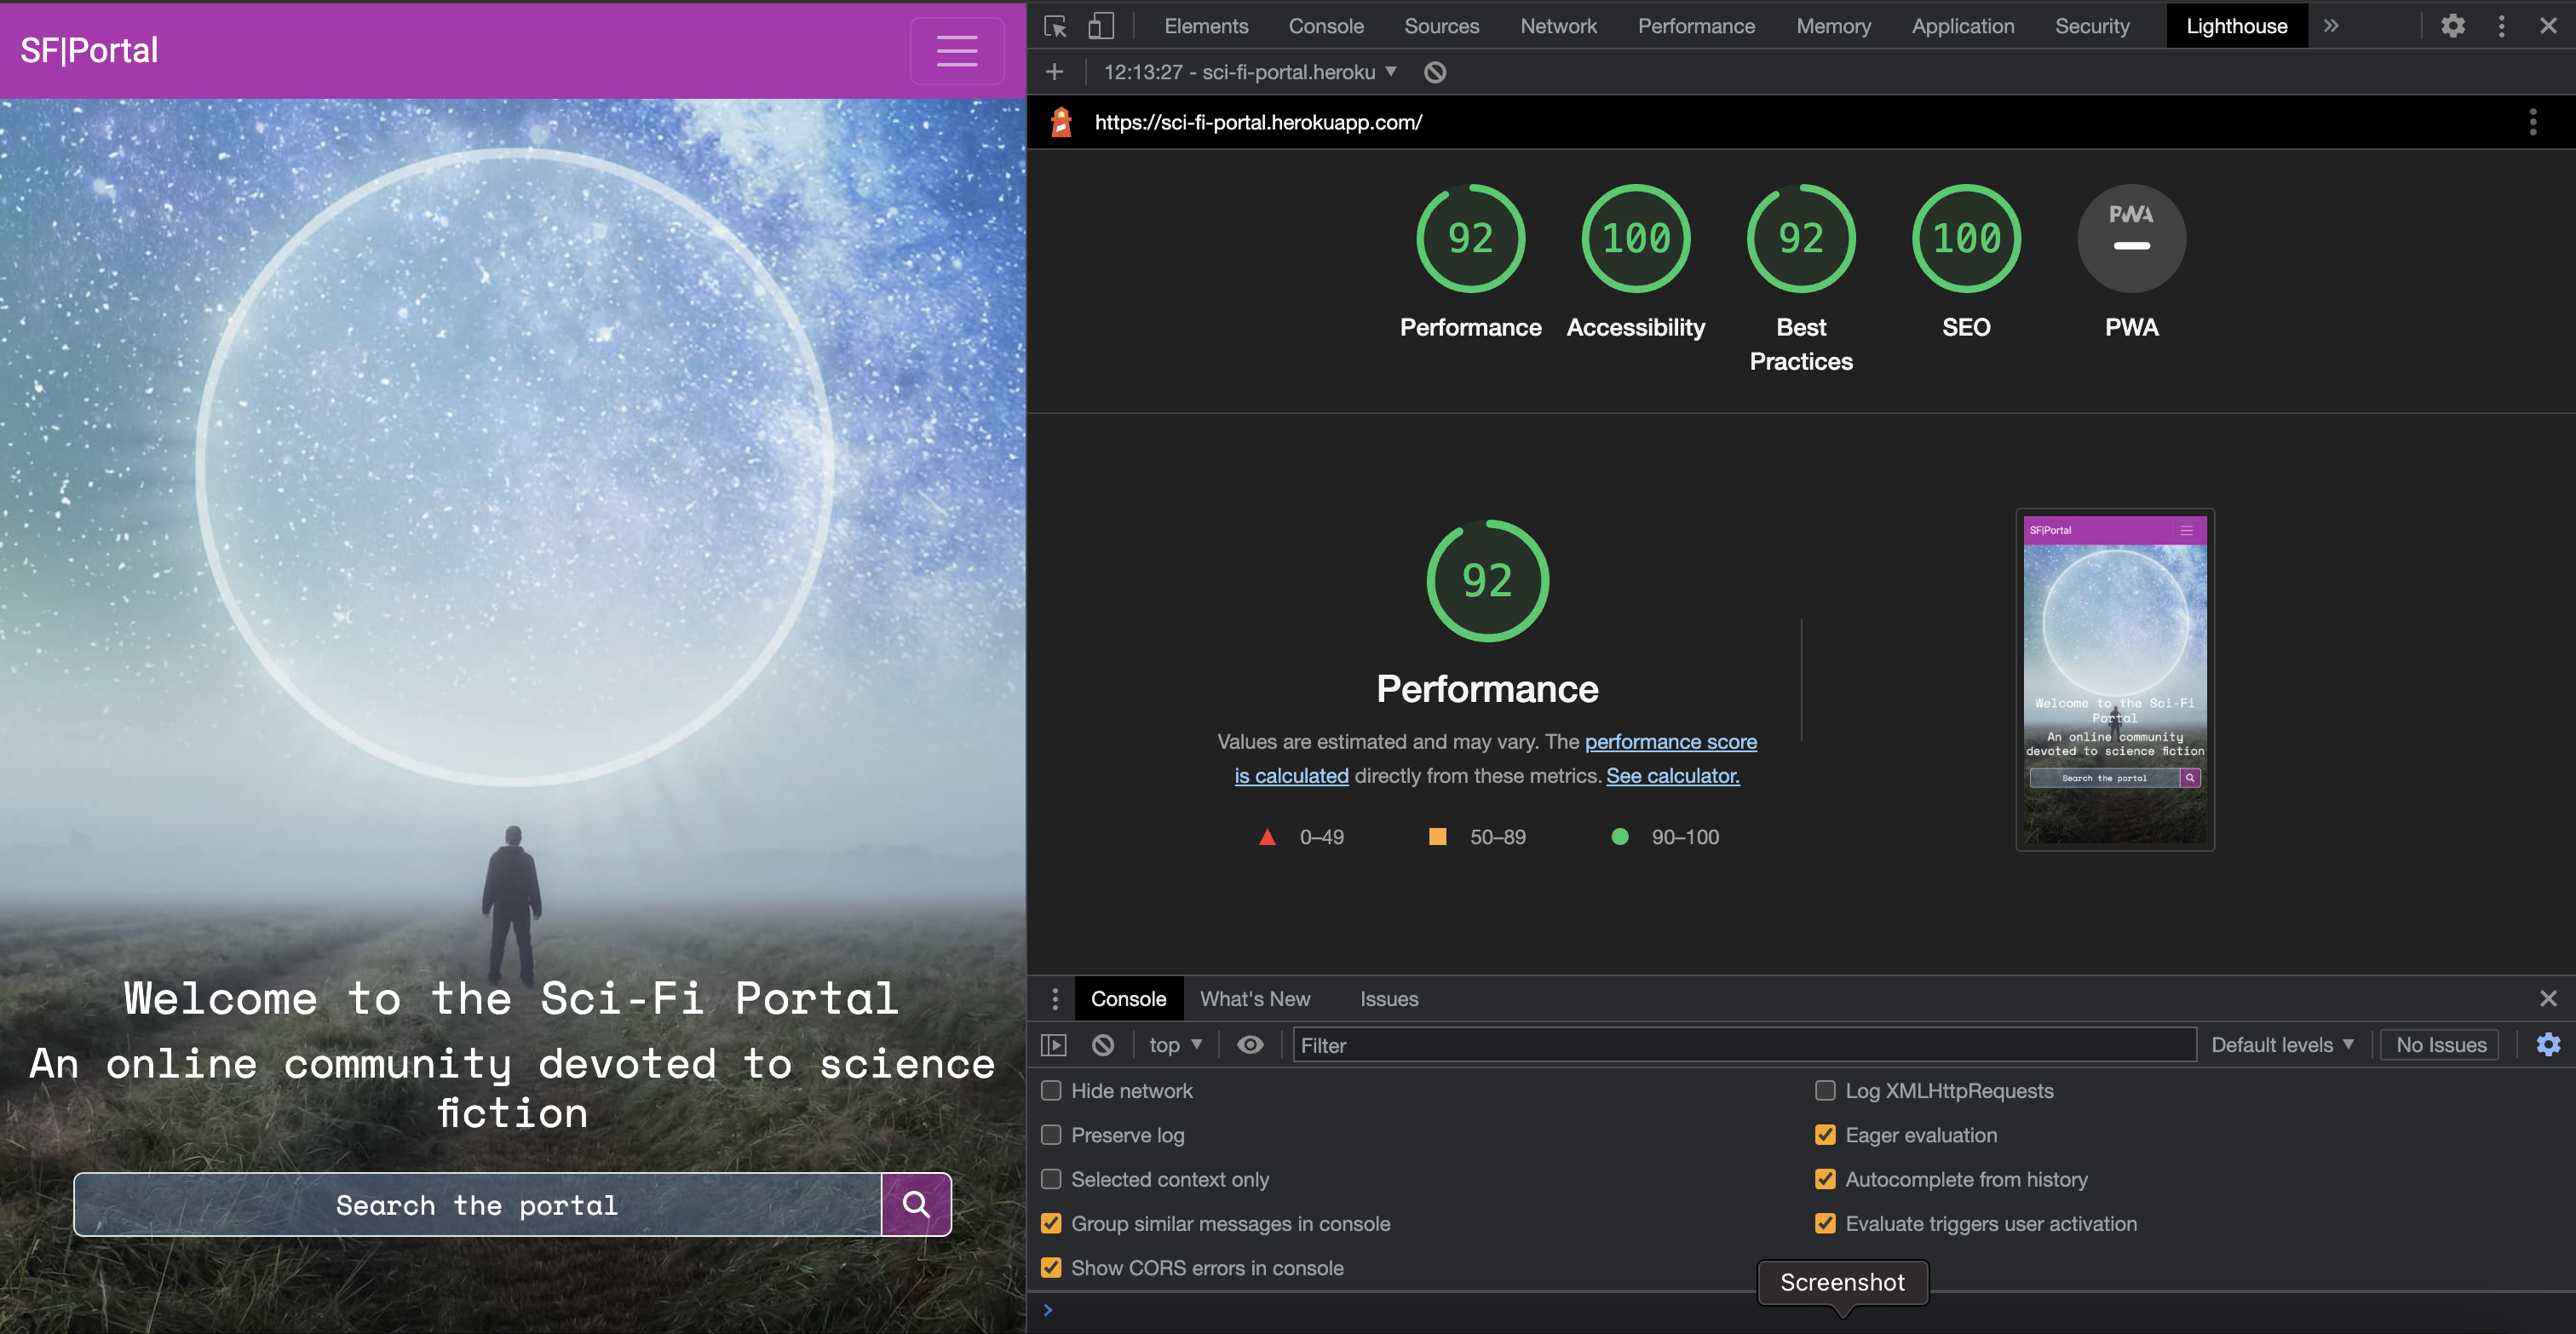 SF|Portal
Welcome to the Sci-Fi Portal
An online community devoted to science
fiction
Search the portal
Elements Console Sources Network Performance Memory Application Security Lighthouse
12:13:27 - sci-fi-portal.heroku
https://sci-fi-portal.herokuapp.com/
92 100 92 100 PWA
Performance Accessibility Best Practices SEO PWA
92
Performance
Values are estimated and may vary. The performance score
is calculated directly from these metrics. See calculator.
0–49 50–89 90–100
SF|Portal
Welcome to the Sci-Fi
Portal
An online community
devoted to science fiction
Search the portal
Console What's New Issues
top Filter Default levels No Issues
Hide network Log XMLHttpRequests
Preserve log Eager evaluation
Selected context only Autocomplete from history
Group similar messages in console Evaluate triggers user activation
Show CORS errors in console
Screenshot